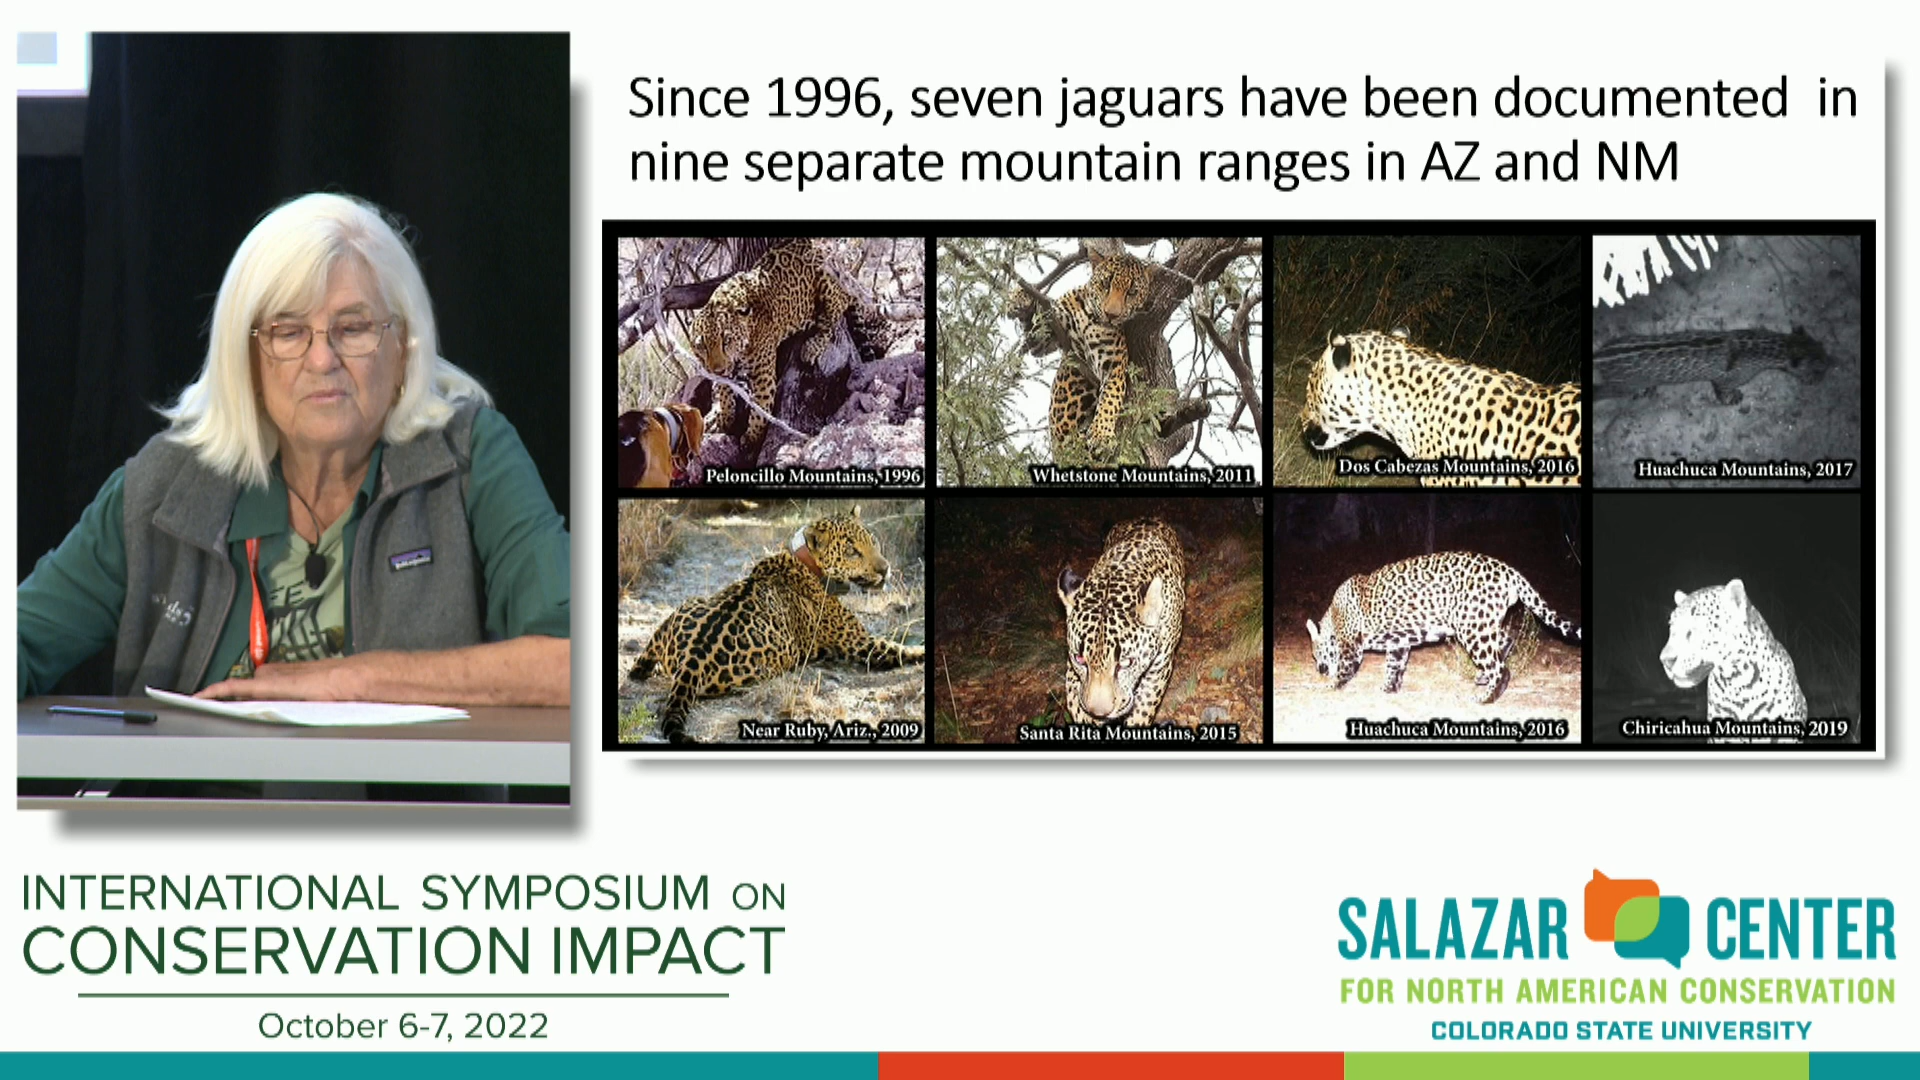 Since 1996, seven jaguars have been documented in
nine separate mountain ranges in AZ and NM
Peloncillo Mountains, 1996
Whetstone Mountains, 2011
Dos Cabezas Mountains, 2016
Huachuca Mountains, 2017
Near Ruby, Ariz., 2009
Santa Rita Mountains, 2015
Huachuca Mountains, 2016
Chiricahua Mountains, 2019
INTERNATIONAL SYMPOSIUM ON
CONSERVATION IMPACT
October 6-7, 2022
SALAZAR CENTER
FOR NORTH AMERICAN CONSERVATION
COLORADO STATE UNIVERSITY